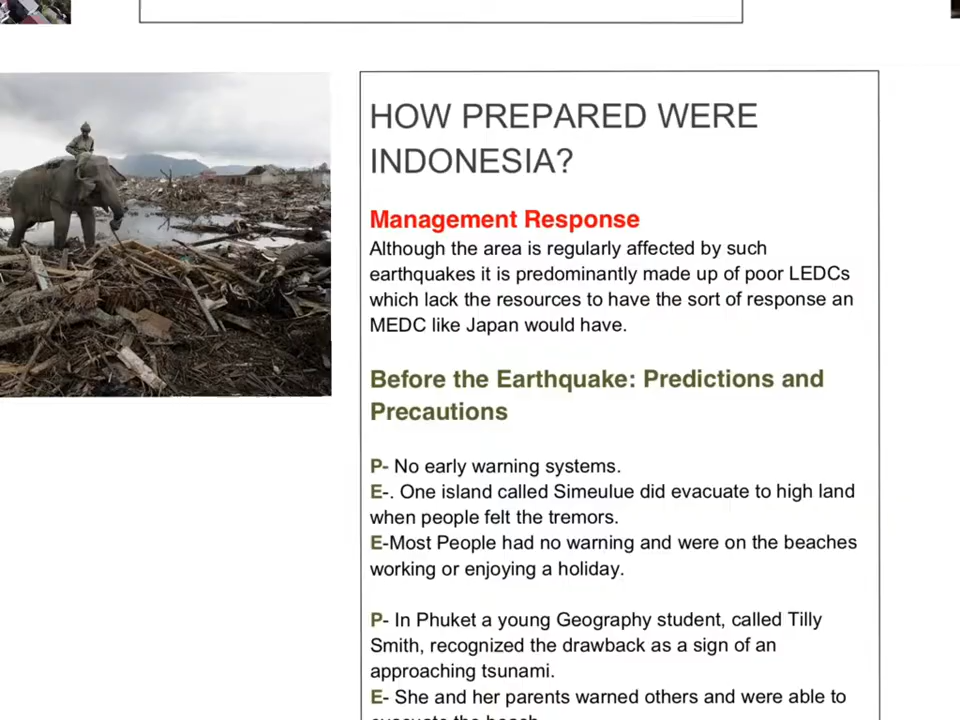 HOW PREPARED WERE
INDONESIA?
Management Response
Although the area is regularly affected by such
earthquakes it is predominantly made up of poor LEDCs
which lack the resources to have the sort of response an
MEDC like Japan would have.
Before the Earthquake: Predictions and
Precautions
P- No early warning systems.
E-. One island called Simeulue did evacuate to high land
when people felt the tremors.
E-Most People had no warning and were on the beaches
working or enjoying a holiday.
P- In Phuket a young Geography student, called Tilly
Smith, recognized the drawback as a sign of an
approaching tsunami.
E- She and her parents warned others and were able to
evacuate the beach